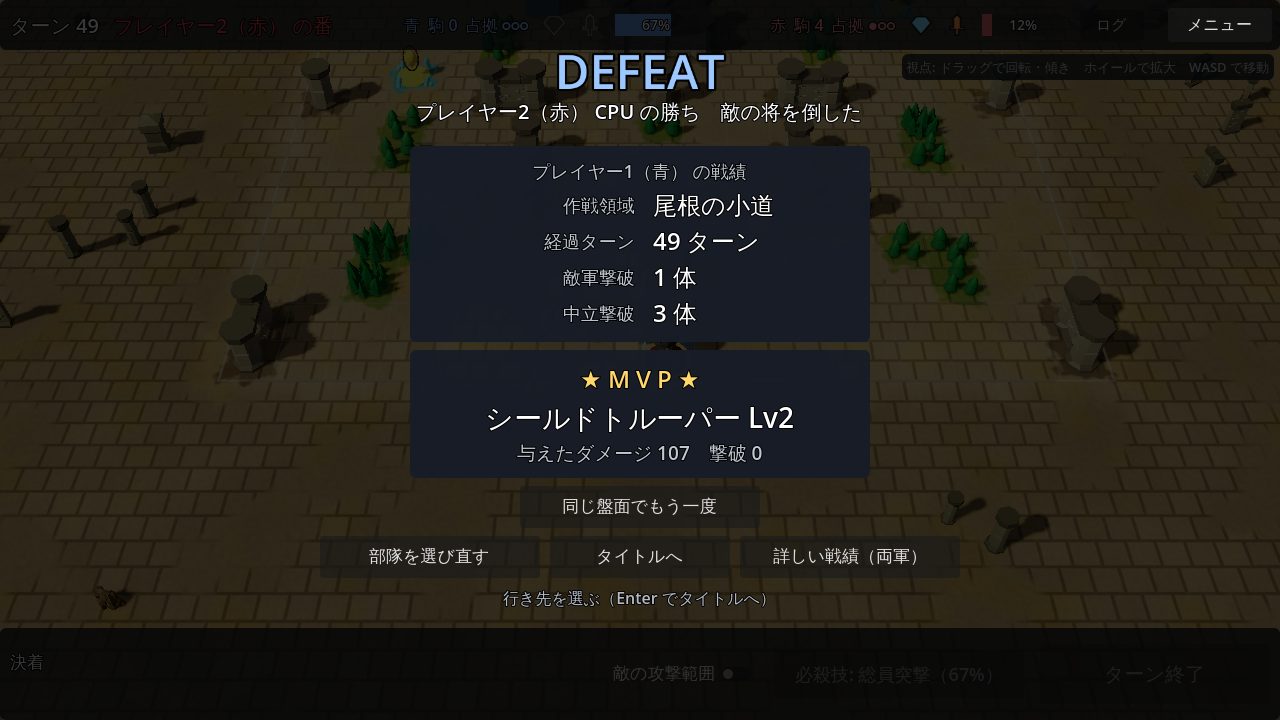 ターン 49 プレイヤー2（赤） の番 青 駒 0 占拠 67% 赤 駒 4 占拠 12% ログ メニュー
視点: ドラッグで回転・傾き ホイールで拡大 WASD で移動
DEFEAT
プレイヤー2（赤） CPU の勝ち 敵の将を倒した
プレイヤー1（青） の戦績
作戦領域 尾根の小道
経過ターン 49 ターン
敵軍撃破 1 体
中立撃破 3 体
★ M V P ★
シールドトルーパー Lv2
与えたダメージ 107 撃破 0
同じ盤面でもう一度
部隊を選び直す タイトルへ 詳しい戦績（両軍）
行き先を選ぶ（Enter でタイトルへ）
決着
敵の攻撃範囲 必殺技: 総員突撃（67%） ターン終了